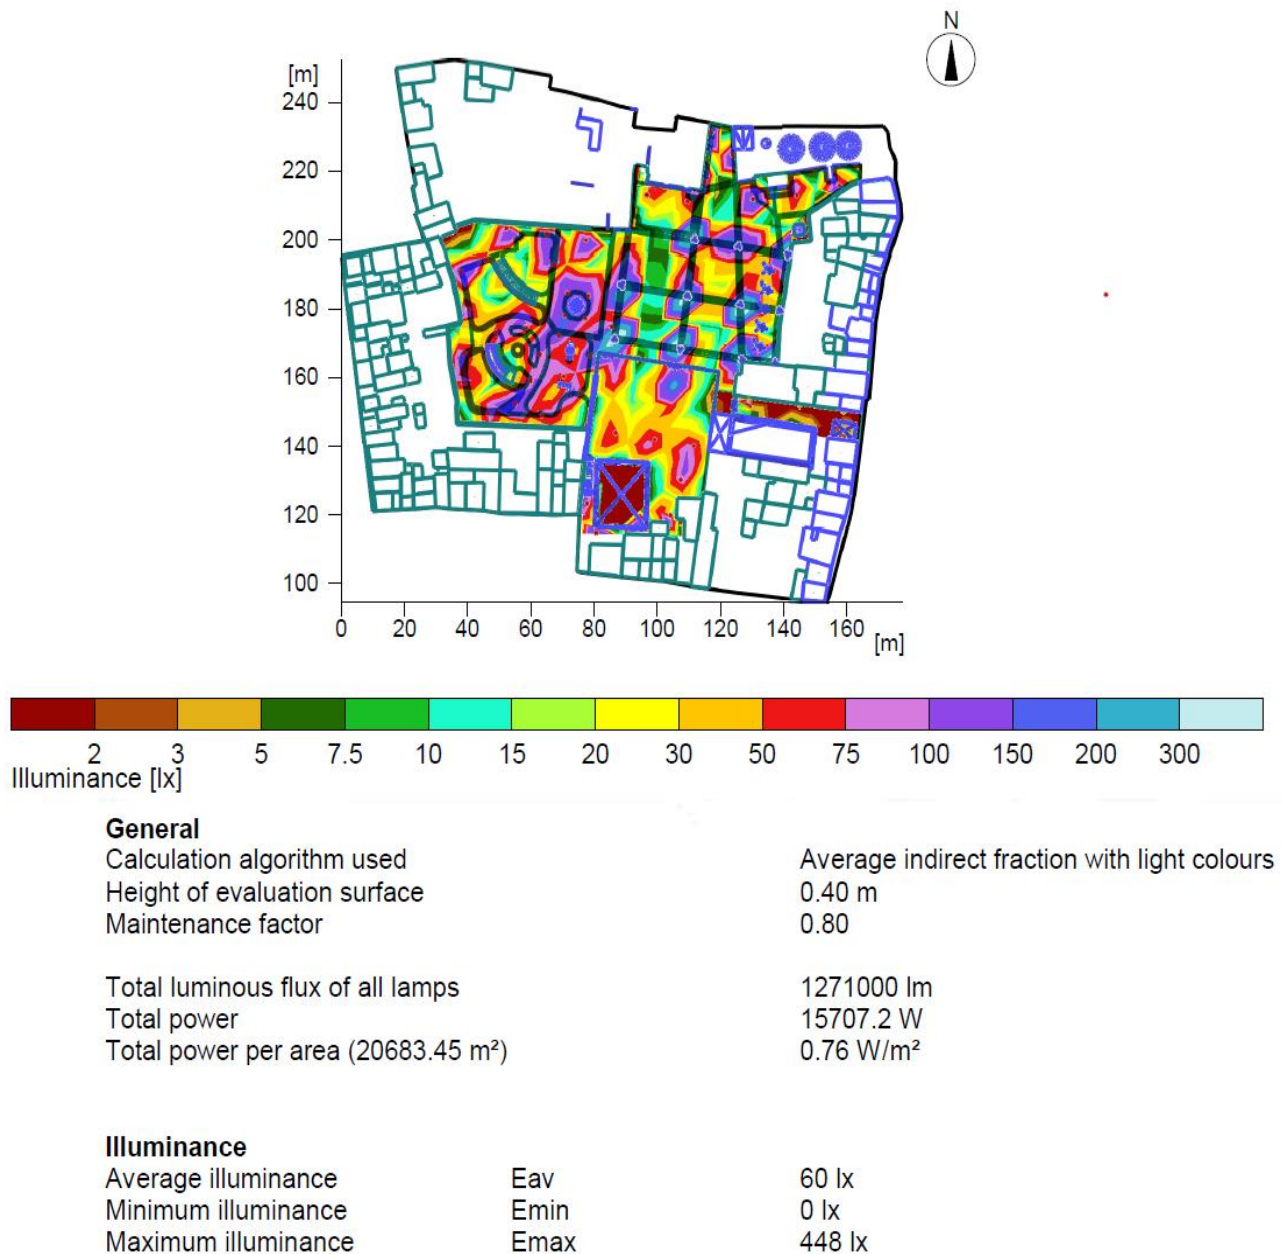 N
[m]
240
220
200
180
160
140
120
100
0 20 40 60 80 100 120 140 160
[m]
2 3 5 7.5 10 15 20 30 50 75 100 150 200 300
Illuminance [lx]
General
Calculation algorithm used Average indirect fraction with light colours
Height of evaluation surface 0.40 m
Maintenance factor 0.80
Total luminous flux of all lamps 1271000 lm
Total power 15707.2 W
Total power per area (20683.45 m²) 0.76 W/m²
Illuminance
Average illuminance Eav 60 lx
Minimum illuminance Emin 0 lx
Maximum illuminance Emax 448 lx